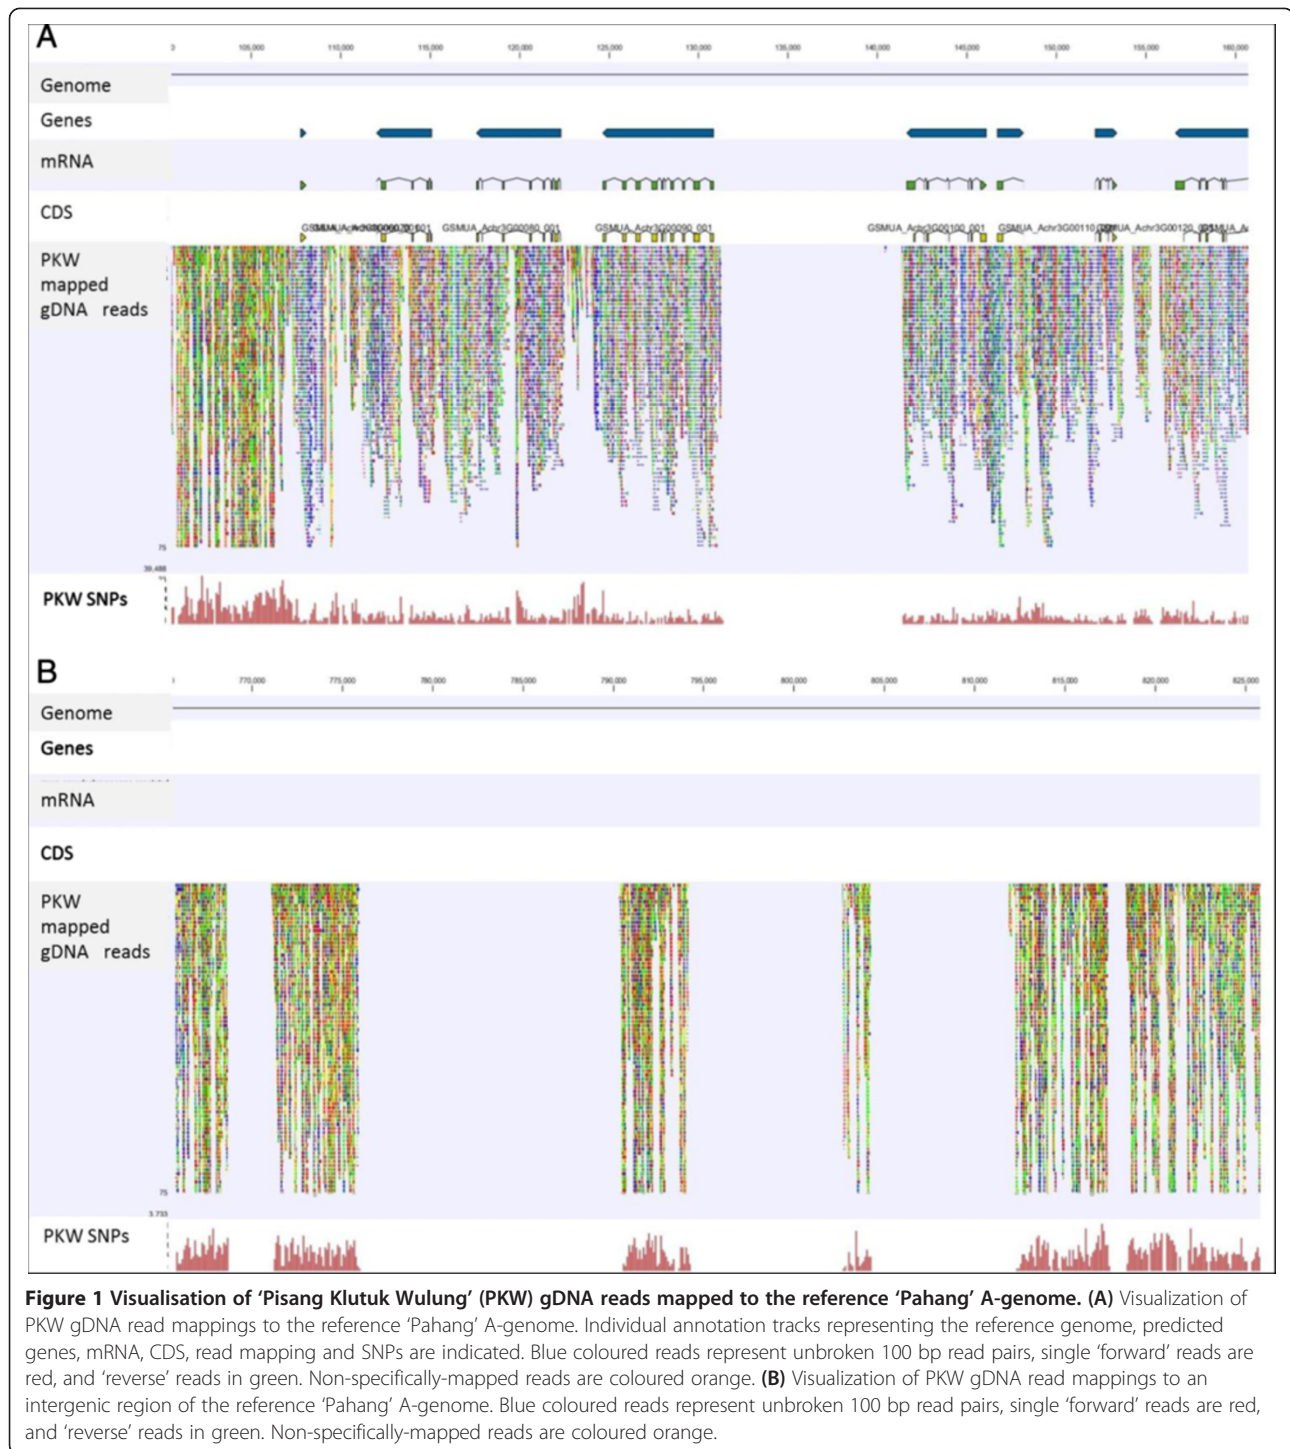 A
105,000 110,000 115,000 120,000 125,000 130,000 135,000 140,000 145,000 150,000 155,000 160,000
Genome
Genes
mRNA
CDS
GSMUA_Achr3G00080_001 GSMUA_Achr3G00090_001 GSMUA_Achr3G00100_001 GSMUA_Achr3G00110 Achr3G00120
PKW
mapped
gDNA reads
75
39,488
PKW SNPs
B
770,000 775,000 780,000 785,000 790,000 795,000 800,000 805,000 810,000 815,000 820,000 825,000
Genome
Genes
mRNA
CDS
PKW
mapped
gDNA reads
75
3,733
PKW SNPs
Figure 1 Visualisation of ‘Pisang Klutuk Wulung’ (PKW) gDNA reads mapped to the reference ‘Pahang’ A-genome. (A) Visualization of
PKW gDNA read mappings to the reference ‘Pahang’ A-genome. Individual annotation tracks representing the reference genome, predicted
genes, mRNA, CDS, read mapping and SNPs are indicated. Blue coloured reads represent unbroken 100 bp read pairs, single ‘forward’ reads are
red, and ‘reverse’ reads in green. Non-specifically-mapped reads are coloured orange. (B) Visualization of PKW gDNA read mappings to an
intergenic region of the reference ‘Pahang’ A-genome. Blue coloured reads represent unbroken 100 bp read pairs, single ‘forward’ reads are red,
and ‘reverse’ reads in green. Non-specifically-mapped reads are coloured orange.